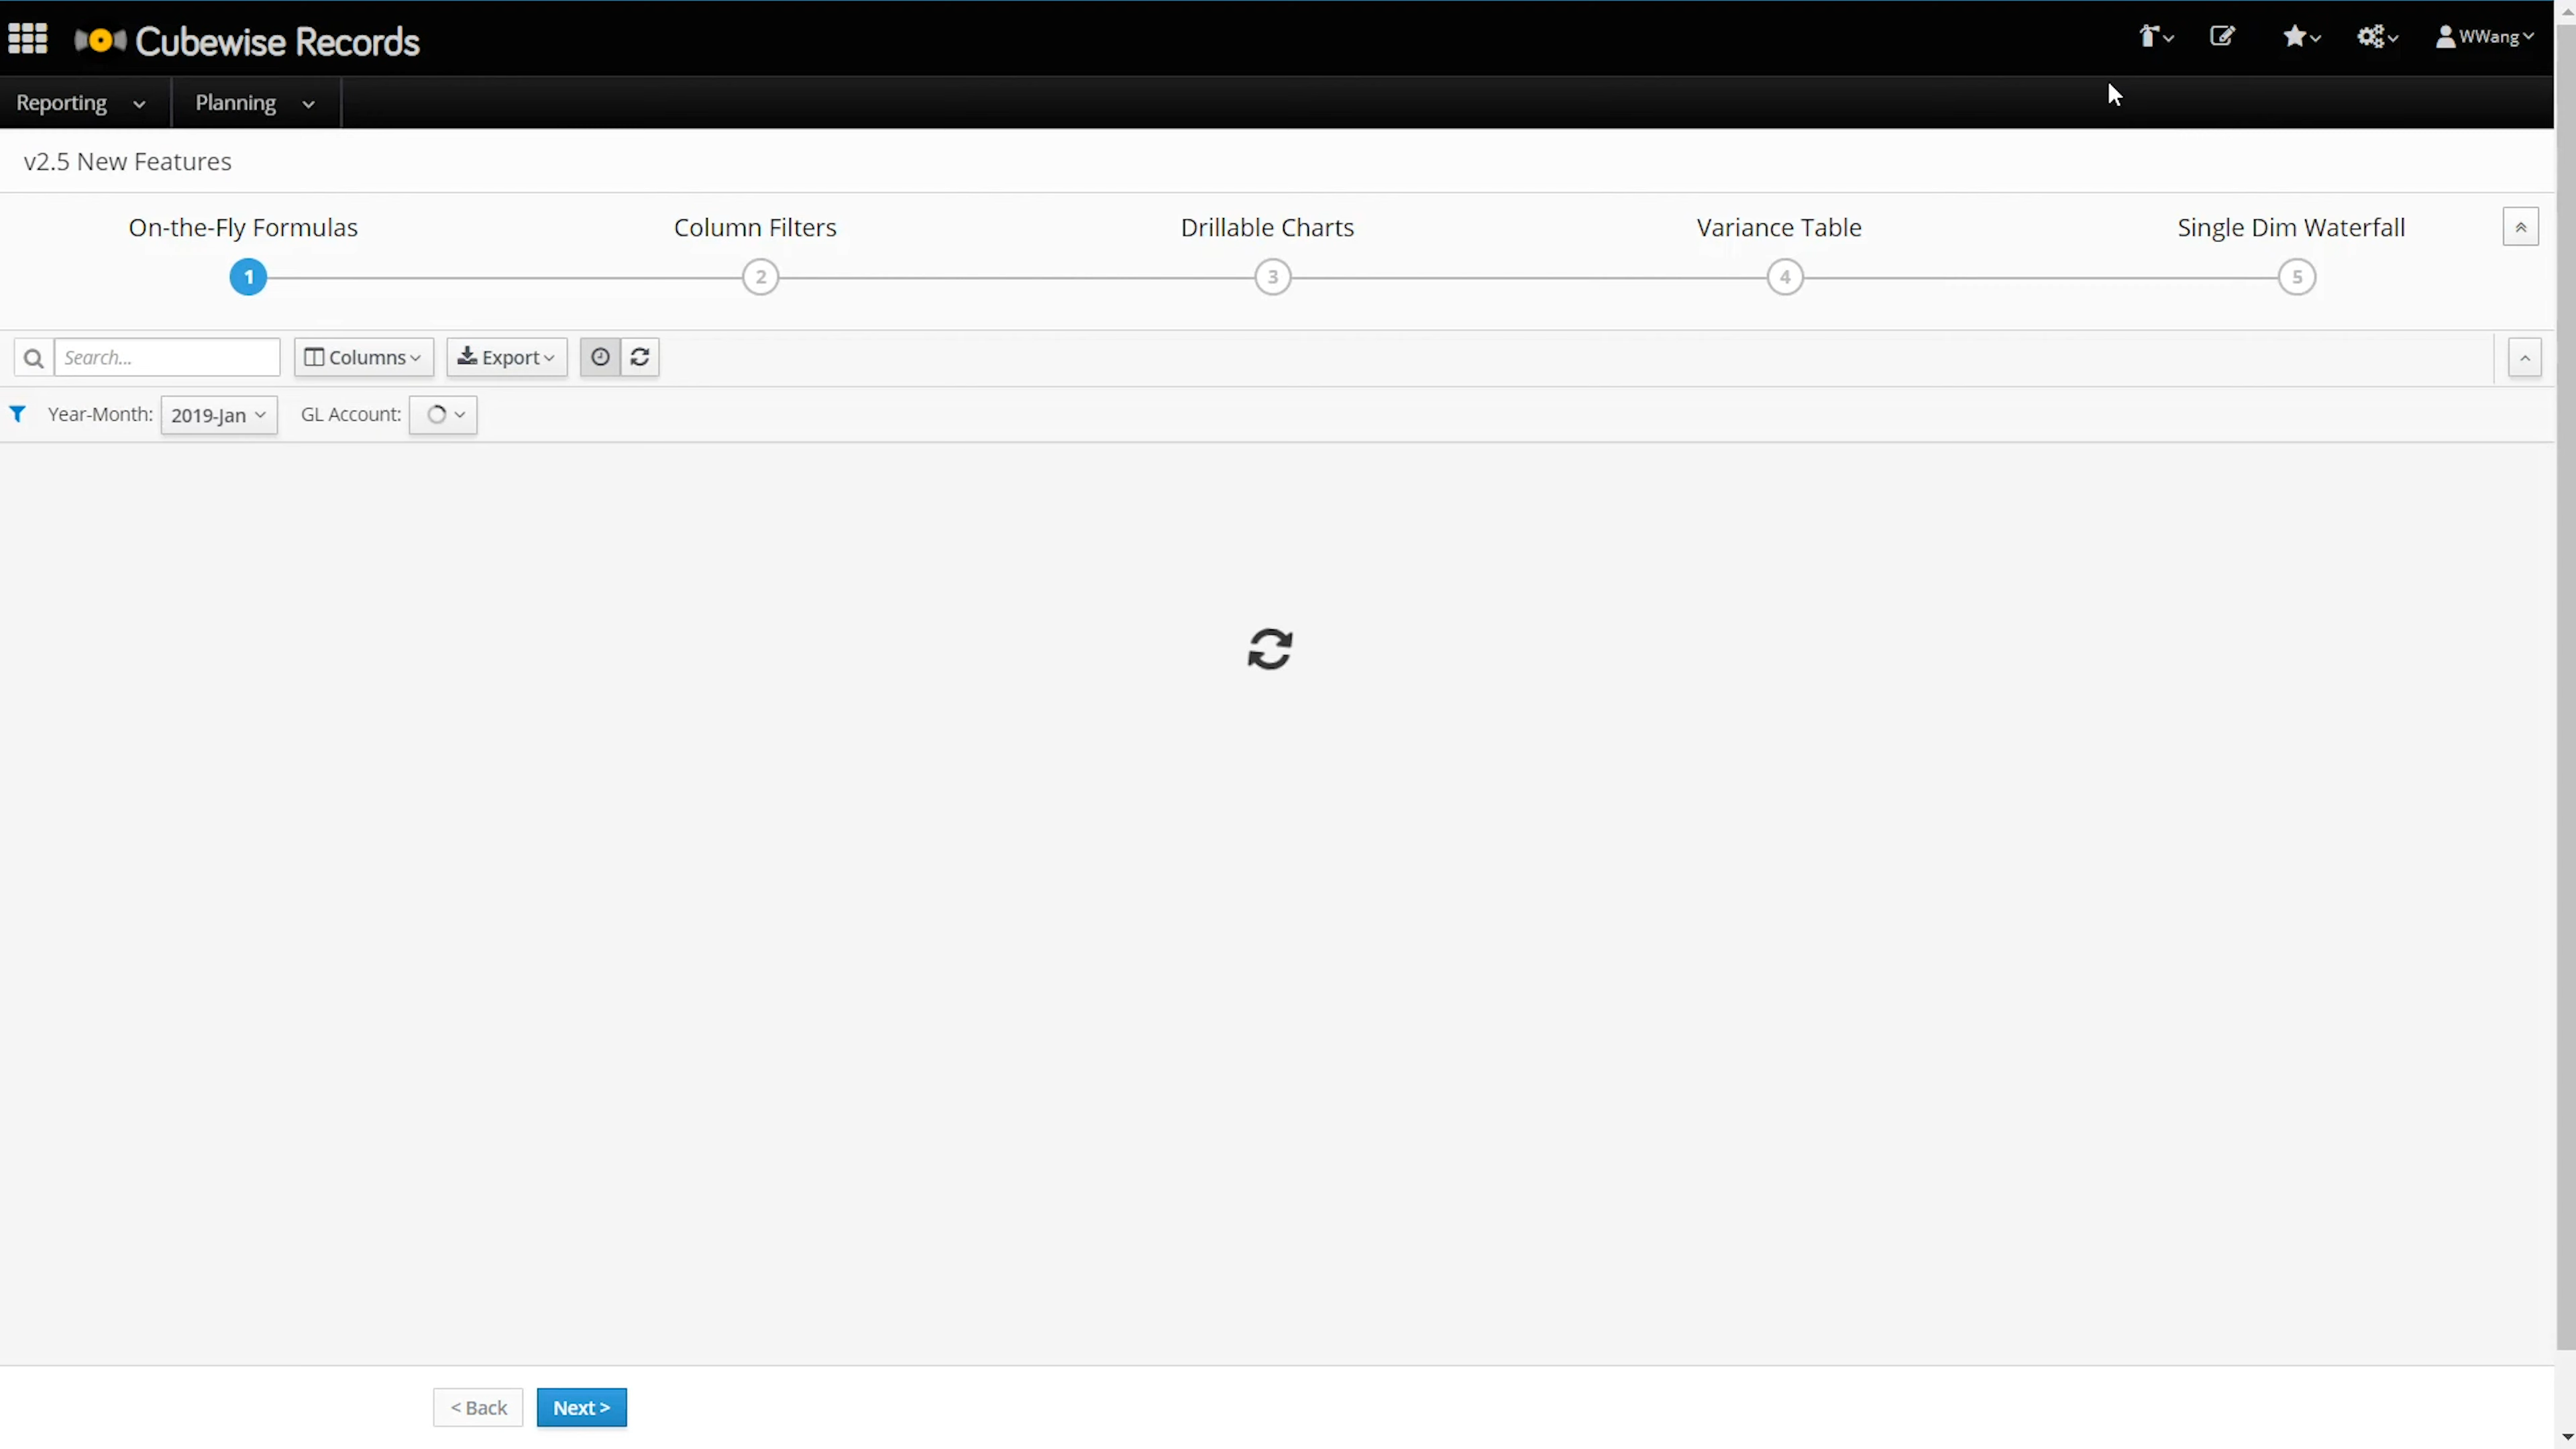 Cubewise Records
WWang
Reporting
Planning
v2.5 New Features
On-the-Fly Formulas
Column Filters
Drillable Charts
Variance Table
Single Dim Waterfall
1
2
3
4
5
Search...
Columns
Export
Year-Month: 2019-Jan
GL Account:
< Back
Next >